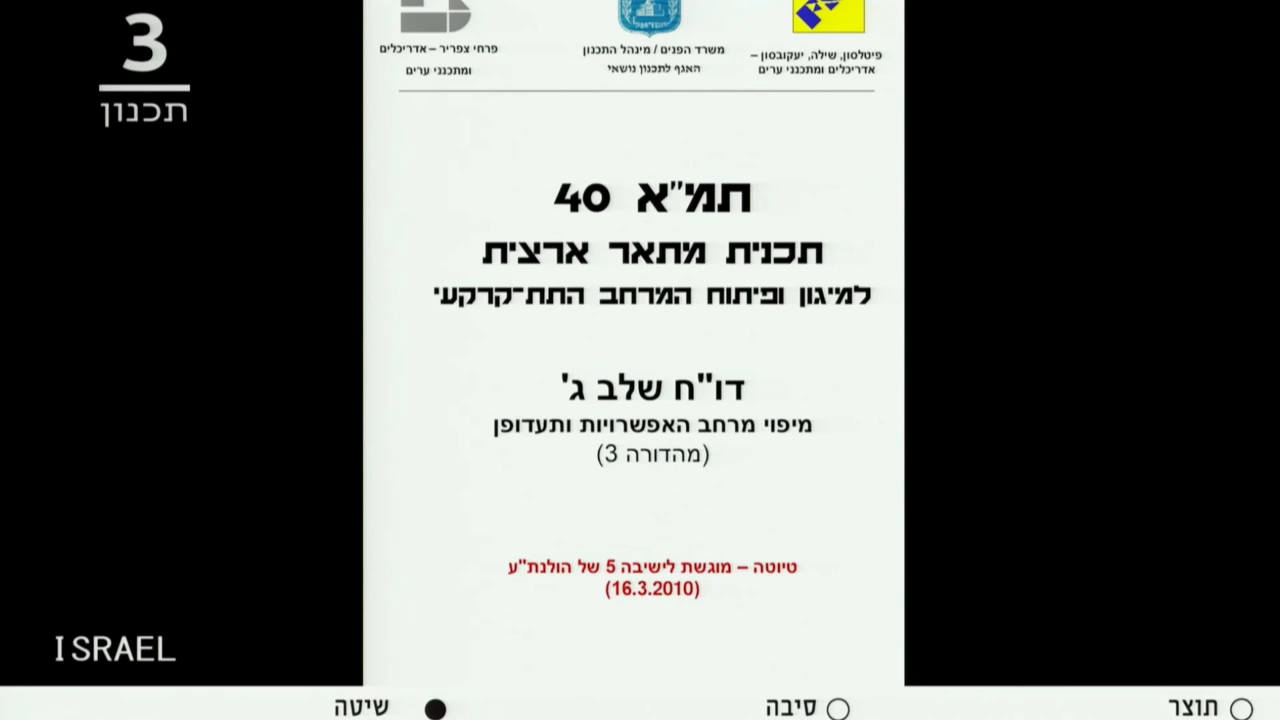 3
תכנון
פיטלסון, שילה, יעקובסון –
אדריכלים ומתכנני ערים
משרד הפנים / מינהל התכנון
האגף לתכנון נושאי
פרחי צפריר – אדריכלים
ומתכנני ערים
תמ"א 40
תכנית מתאר ארצית
למיגון ופיתוח המרחב התת-קרקעי
דו"ח שלב ג'
מיפוי מרחב האפשרויות ותעדופן
(מהדורה 3)
טיוטה – מוגשת לישיבה 5 של הולנת"ע
(16.3.2010)
ISRAEL
תוצר
סיבה
שיטה